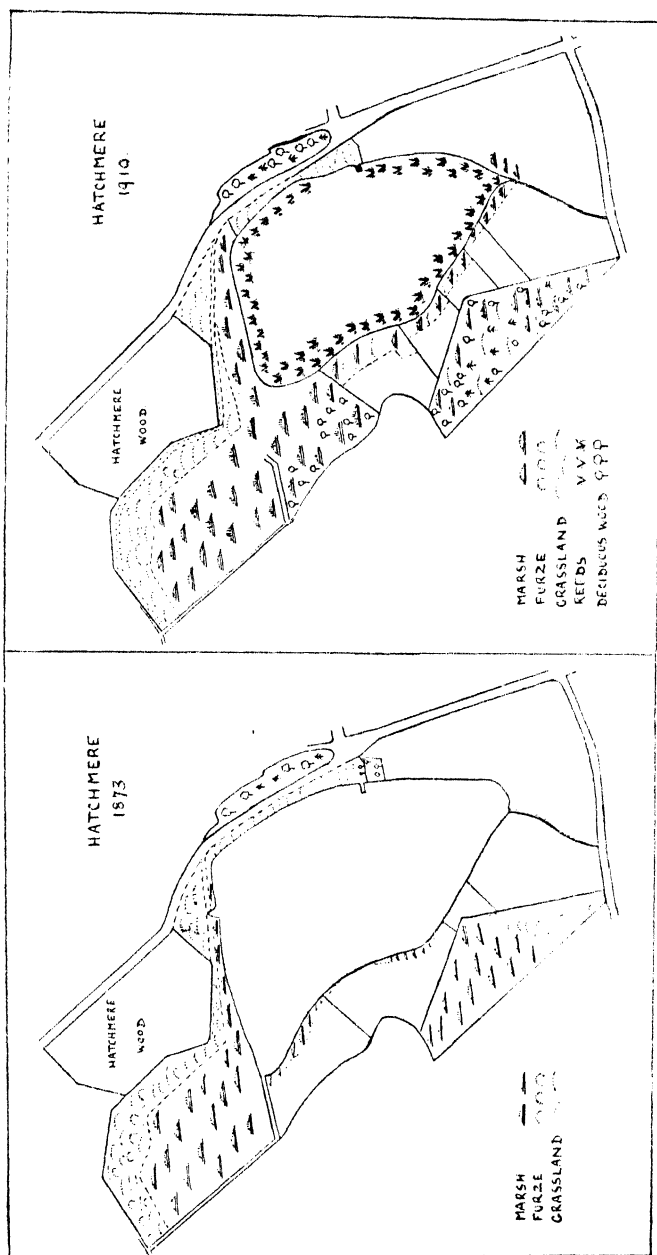 HATCHMERE
1910.
HATCHMERE
WOOD
MARSH
FURZE
GRASSLAND
REEDS
DECIDUOUS WOOD
HATCHMERE
1873
HATCHMERE
WOOD
MARSH
FURZE
GRASSLAND